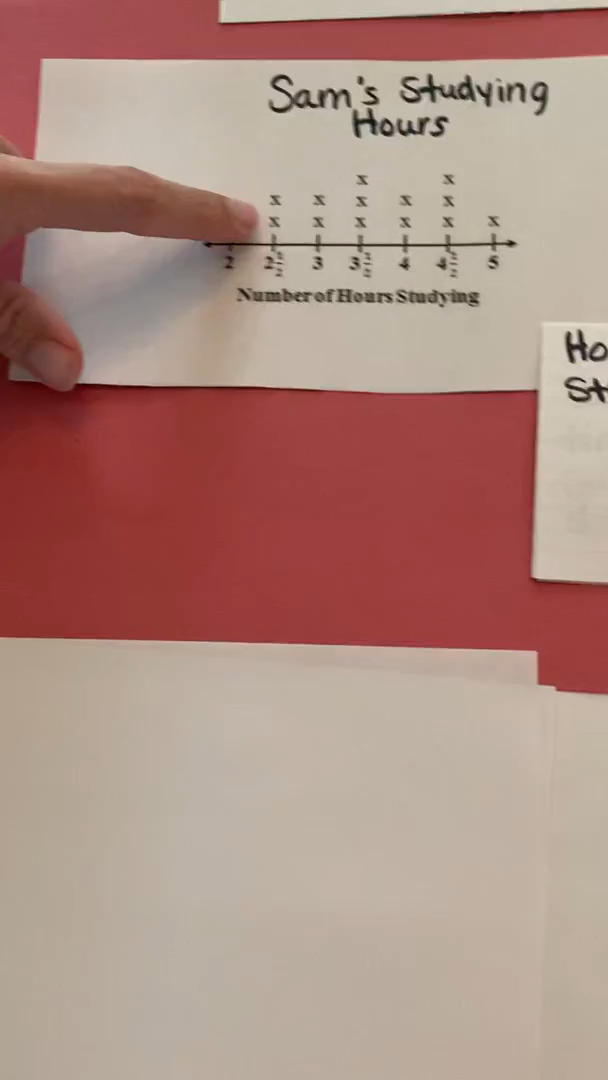 Sam's Studying
Hours
x x
x x x x x
x x x x x x
2 2½ 3 3½ 4 4½ 5
Number of Hours Studying
Ho
St